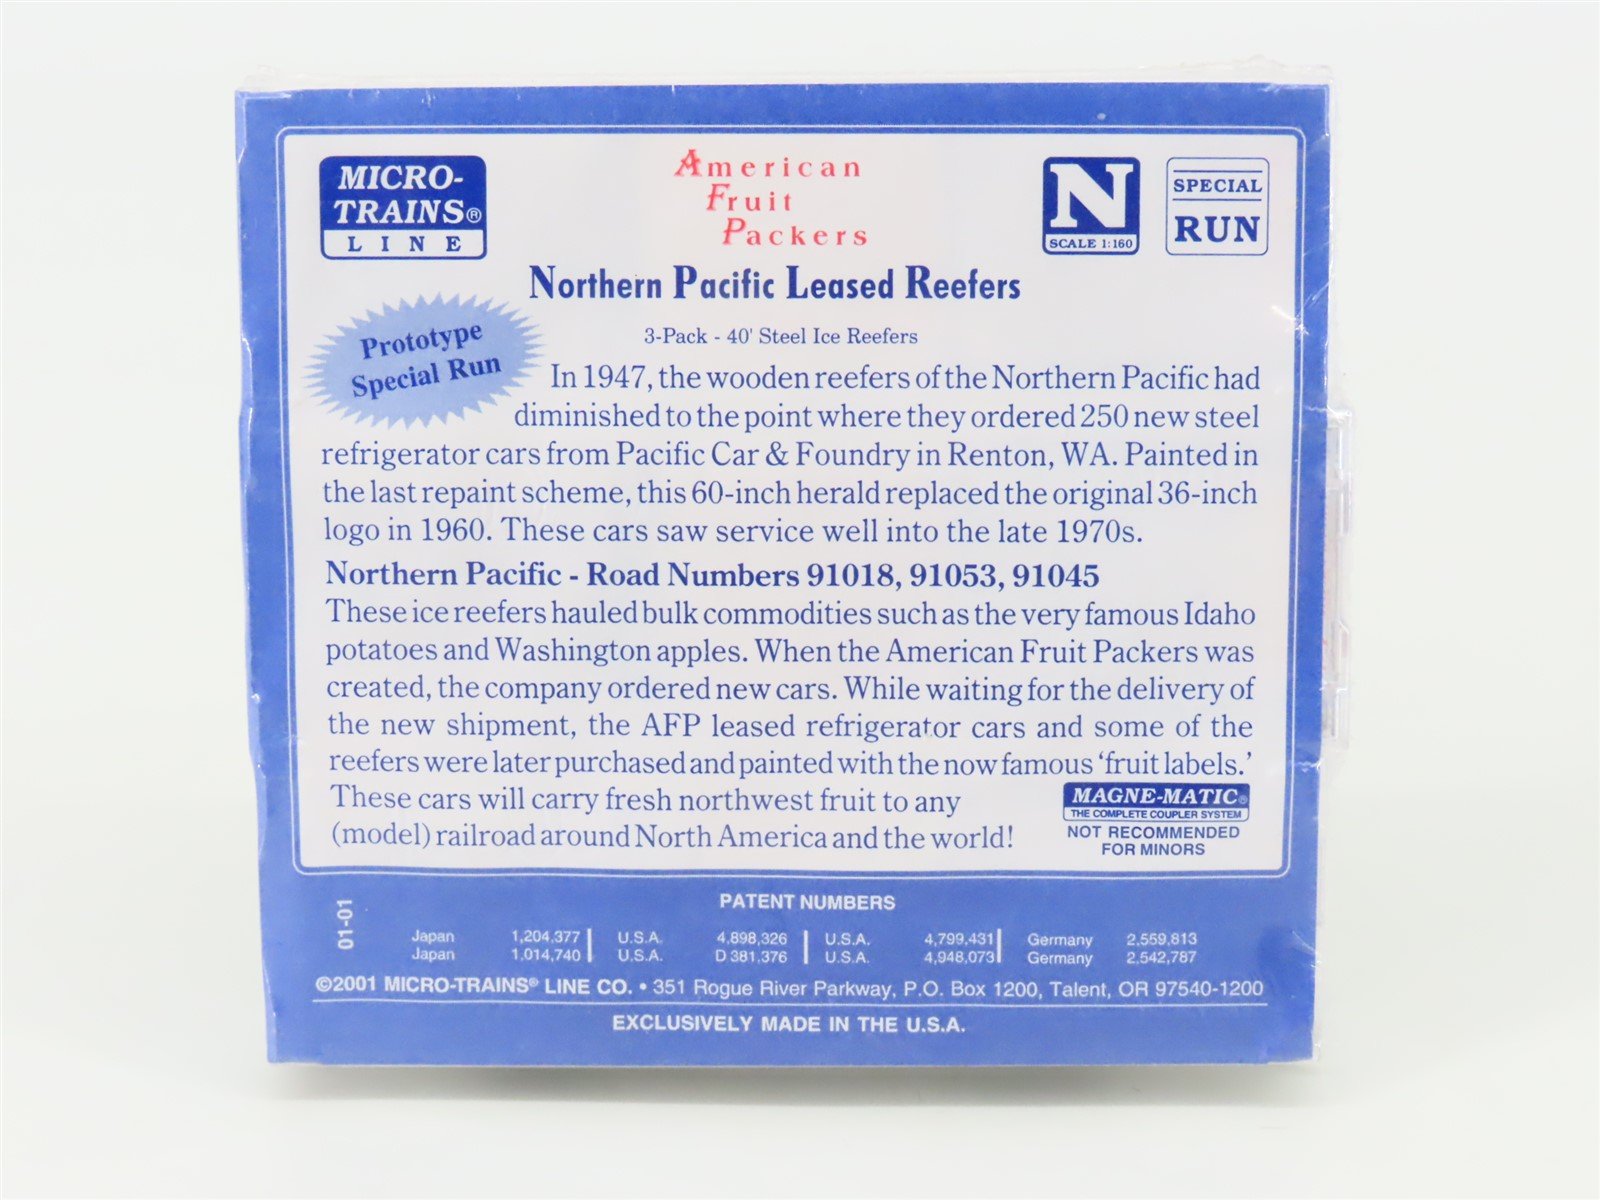 MICRO-
TRAINS®
LINE
American
Fruit
Packers
N
SCALE 1:160
SPECIAL
RUN
Northern Pacific Leased Reefers
Prototype
Special Run
3-Pack - 40' Steel Ice Reefers
In 1947, the wooden reefers of the Northern Pacific had
diminished to the point where they ordered 250 new steel
refrigerator cars from Pacific Car & Foundry in Renton, WA. Painted in
the last repaint scheme, this 60-inch herald replaced the original 36-inch
logo in 1960. These cars saw service well into the late 1970s.
Northern Pacific - Road Numbers 91018, 91053, 91045
These ice reefers hauled bulk commodities such as the very famous Idaho
potatoes and Washington apples. When the American Fruit Packers was
created, the company ordered new cars. While waiting for the delivery of
the new shipment, the AFP leased refrigerator cars and some of the
reefers were later purchased and painted with the now famous 'fruit labels.'
These cars will carry fresh northwest fruit to any
(model) railroad around North America and the world!
MAGNE-MATIC®
THE COMPLETE COUPLER SYSTEM
NOT RECOMMENDED
FOR MINORS
01-01
PATENT NUMBERS
Japan 1,204,377 U.S.A. 4,898,326 U.S.A. 4,799,431 Germany 2,559,813
Japan 1,014,740 U.S.A. D 381,376 U.S.A. 4,948,073 Germany 2,542,787
©2001 MICRO-TRAINS® LINE CO. • 351 Rogue River Parkway, P.O. Box 1200, Talent, OR 97540-1200
EXCLUSIVELY MADE IN THE U.S.A.